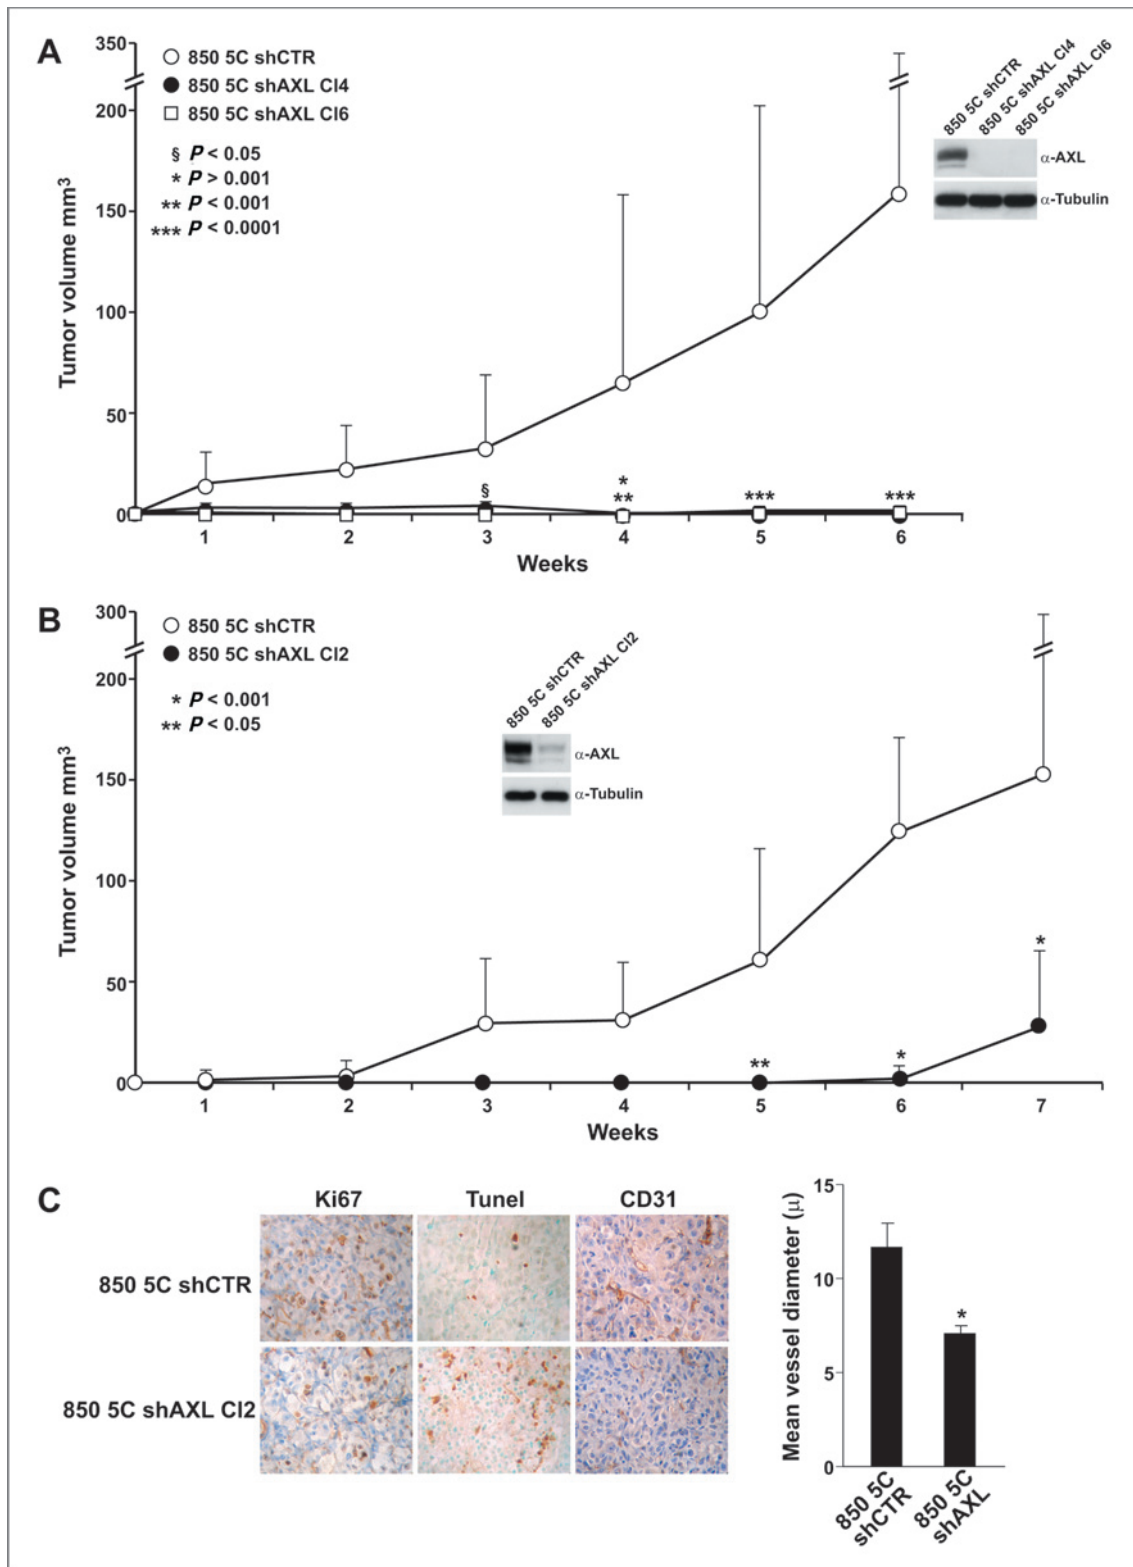 A
350
200
150
100
50
0
Tumor volume mm³
850 5C shCTR
850 5C shAXL Cl4
850 5C shAXL Cl6
§ P < 0.05
* P > 0.001
** P < 0.001
*** P < 0.0001
850 5C shCTR
850 5C shAXL Cl4
850 5C shAXL Cl6
α-AXL
α-Tubulin
§
*
**
***
***
1 2 3 4 5 6
Weeks
B
300
200
150
100
50
0
Tumor volume mm³
850 5C shCTR
850 5C shAXL Cl2
* P < 0.001
** P < 0.05
850 5C shCTR
850 5C shAXL Cl2
α-AXL
α-Tubulin
**
*
*
1 2 3 4 5 6 7
Weeks
C
Ki67 Tunel CD31
850 5C shCTR
850 5C shAXL Cl2
Mean vessel diameter (μ)
15
10
5
0
*
850 5C
shCTR
850 5C
shAXL